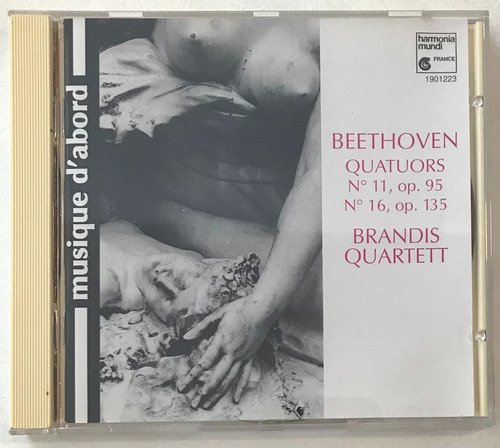 musique d'abord
harmonia
mundi
FRANCE
1901223
BEETHOVEN
QUATUORS
N° 11, op. 95
N° 16, op. 135
BRANDIS
QUARTETT